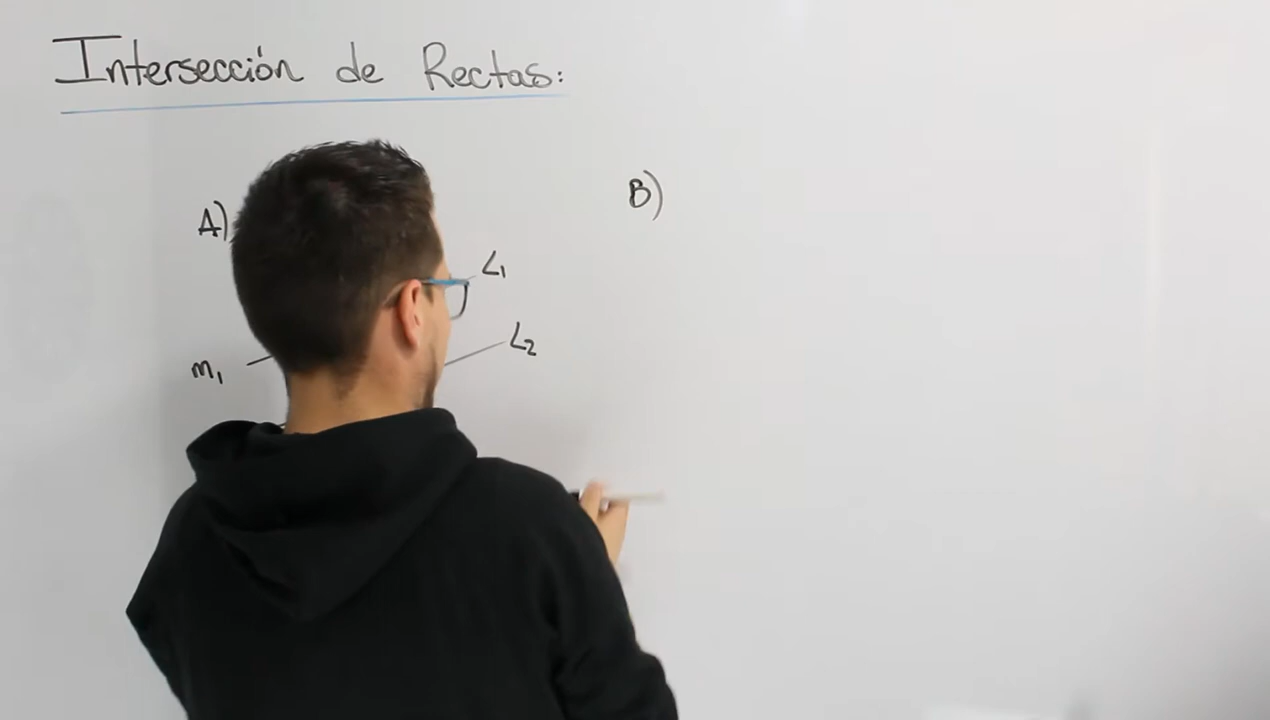 Intersección de Rectas:
A)
B)
L₁
L₂
m₁